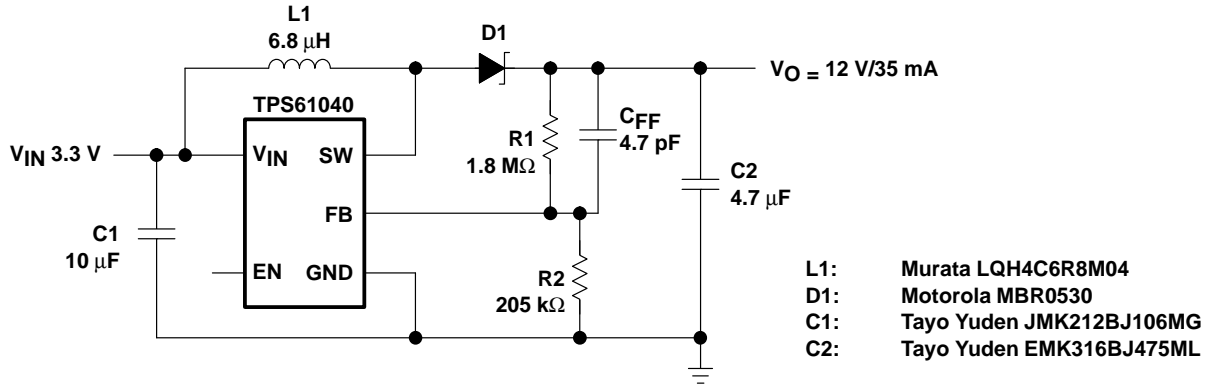 L1
6.8 μH
D1
VO = 12 V/35 mA
TPS61040
VIN 3.3 V
VIN
SW
R1
1.8 MΩ
CFF
4.7 pF
C2
4.7 μF
FB
C1
10 μF
EN
GND
R2
205 kΩ
L1: Murata LQH4C6R8M04
D1: Motorola MBR0530
C1: Tayo Yuden JMK212BJ106MG
C2: Tayo Yuden EMK316BJ475ML